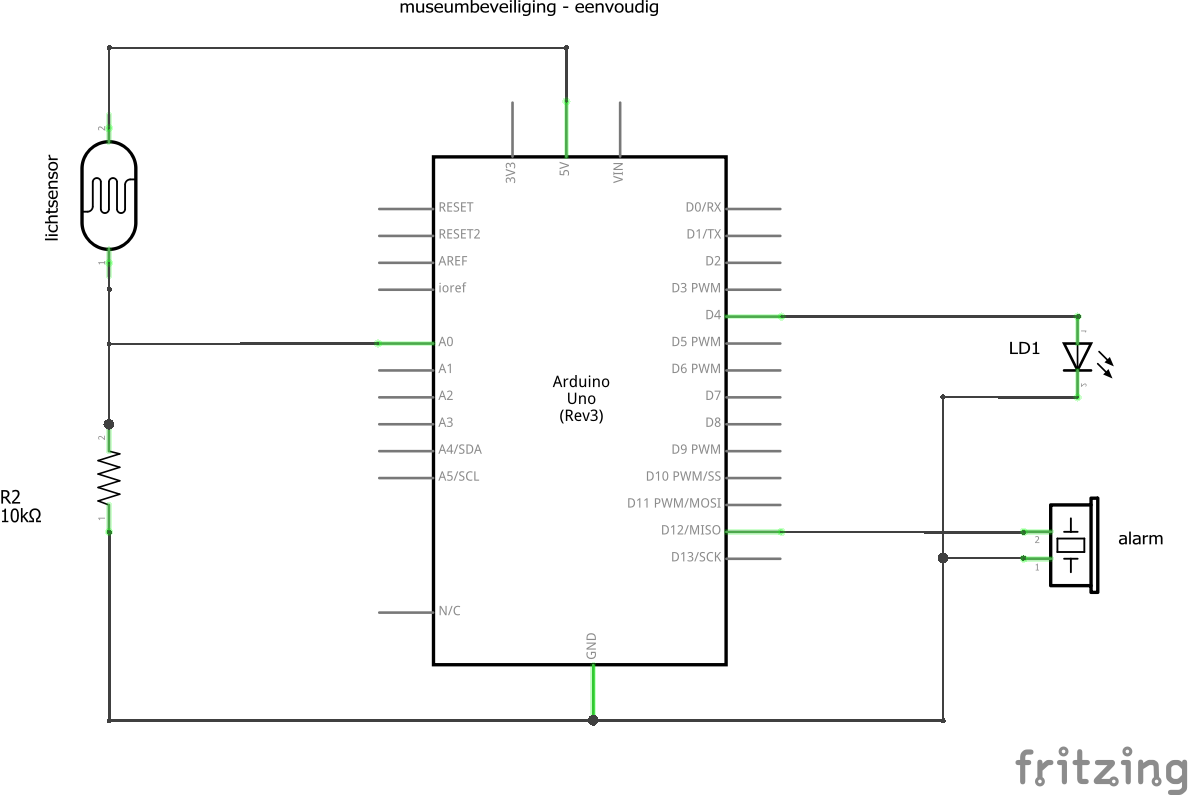 museumbeveiliging - eenvoudig
lichtsensor
2
1
3V3
5V
VIN
RESET
RESET2
AREF
ioref
A0
A1
A2
A3
A4/SDA
A5/SCL
N/C
D0/RX
D1/TX
D2
D3 PWM
D4
D5 PWM
D6 PWM
D7
D8
D9 PWM
D10 PWM/SS
D11 PWM/MOSI
D12/MISO
D13/SCK
GND
Arduino
Uno
(Rev3)
2
1
R2
10kΩ
LD1
2
1
alarm
fritzing